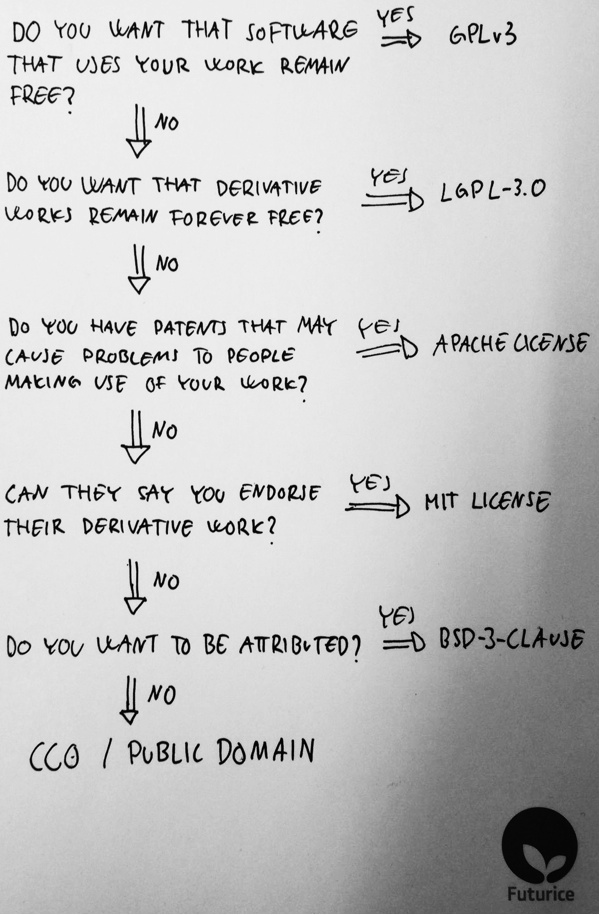 DO YOU WANT THAT SOFTWARE
THAT USES YOUR WORK REMAIN
FREE?
YES
GPLv3
NO
DO YOU WANT THAT DERIVATIVE
WORKS REMAIN FOREVER FREE?
YES
LGPL-3.0
NO
DO YOU HAVE PATENTS THAT MAY
CAUSE PROBLEMS TO PEOPLE
MAKING USE OF YOUR WORK?
YES
APACHE LICENSE
NO
CAN THEY SAY YOU ENDORSE
THEIR DERIVATIVE WORK?
YES
MIT LICENSE
NO
DO YOU WANT TO BE ATTRIBUTED?
YES
BSD-3-CLAUSE
NO
CC0 / PUBLIC DOMAIN
Futurice